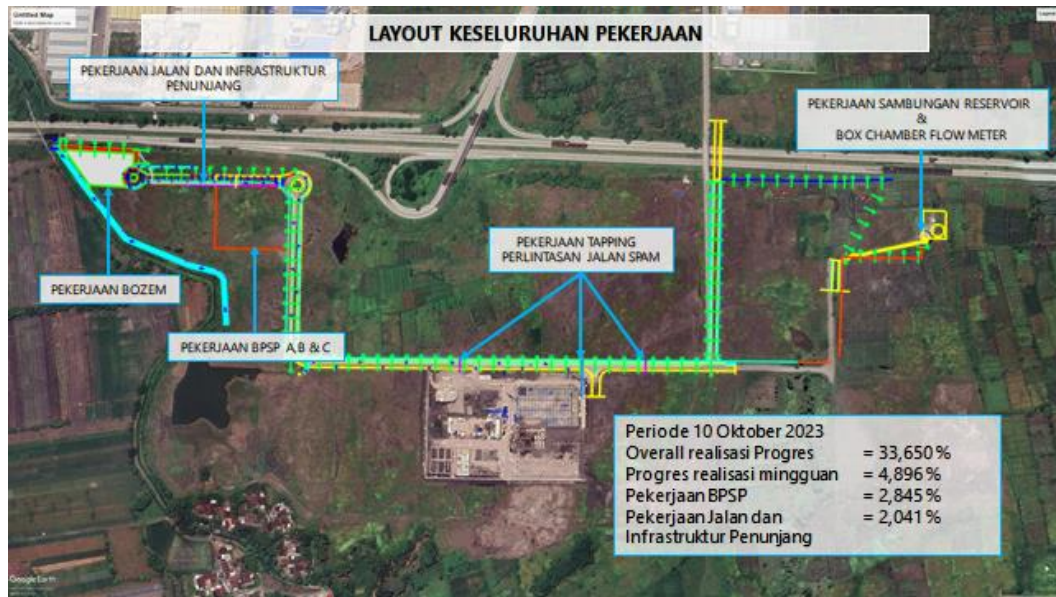 Untitled Map
LAYOUT KESELURUHAN PEKERJAAN
PEKERJAAN JALAN DAN INFRASTRUKTUR
PENUNJANG
PEKERJAAN SAMBUNGAN RESERVOIR
&
BOX CHAMBER FLOW METER
PEKERJAAN TAPPING
PERLINTASAN JALAN SPAM
PEKERJAAN BOZEM
PEKERJAAN BPSP A,B & C
Periode 10 Oktober 2023
Overall realisasi Progres = 33,650%
Progres realisasi mingguan = 4,896%
Pekerjaan BPSP = 2,845%
Pekerjaan Jalan dan = 2,041%
Infrastruktur Penunjang
Google Earth